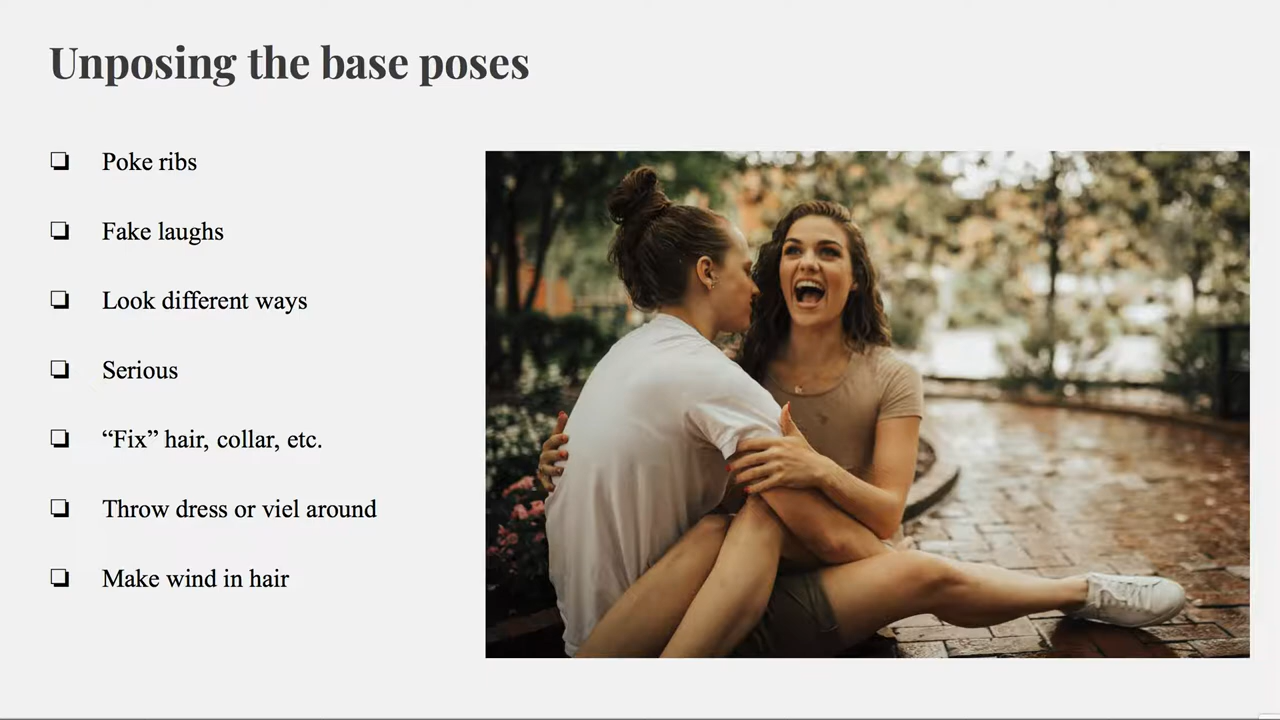 Unposing the base poses
Poke ribs
Fake laughs
Look different ways
Serious
“Fix” hair, collar, etc.
Throw dress or viel around
Make wind in hair